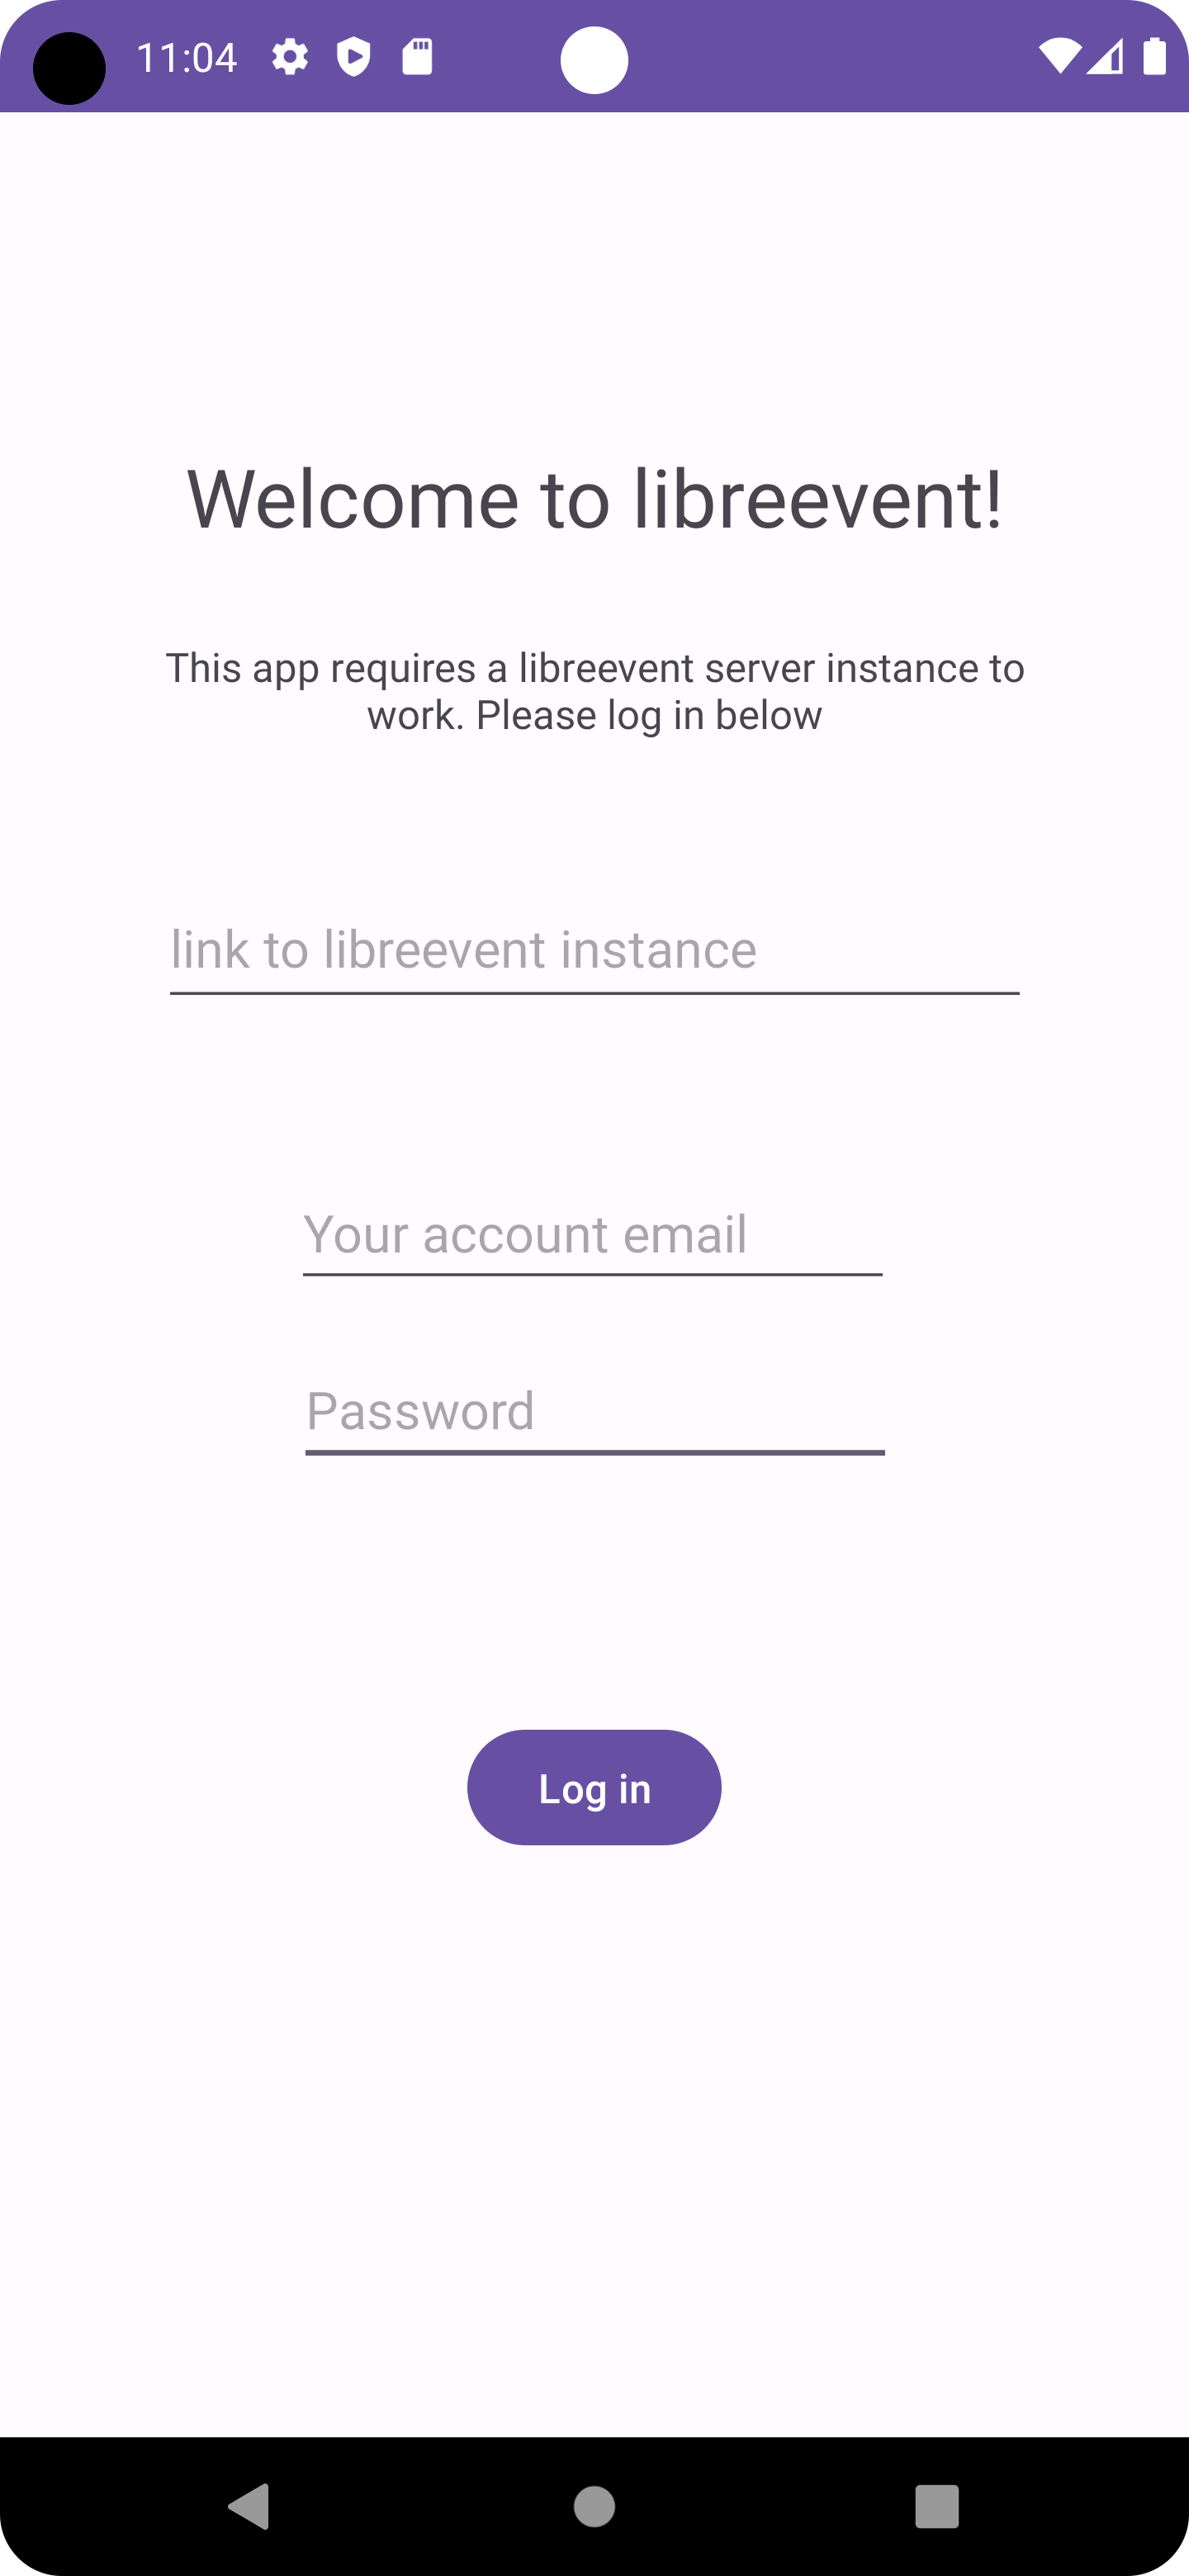 11:04
Welcome to libreevent!
This app requires a libreevent server instance to
work. Please log in below
link to libreevent instance
Your account email
Password
Log in